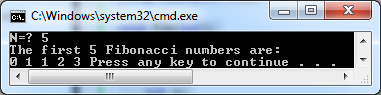 C:\Windows\system32\cmd.exe
N=? 5
The first 5 Fibonacci numbers are:
0 1 1 2 3 Press any key to continue . . .